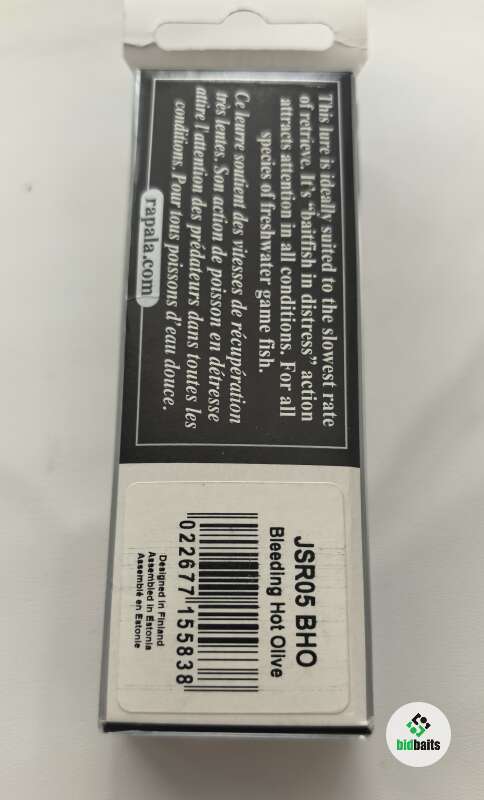 This lure is ideally suited to the slowest rate
of retrieve. It's "baitfish in distress" action
attracts attention in all conditions. For all
species of freshwater game fish.
Ce leurre soutient des vitesses de récupération
très lentes. Son action de poisson en détresse
attire l'attention des prédateurs dans toutes les
conditions. Pour tous poissons d'eau douce.
rapala.com
JSR05 BHO
Bleeding Hot Olive
0 22677 155838
Designed in Finland
Assembled in Estonia
Assemblé en Estonie
bidbaits